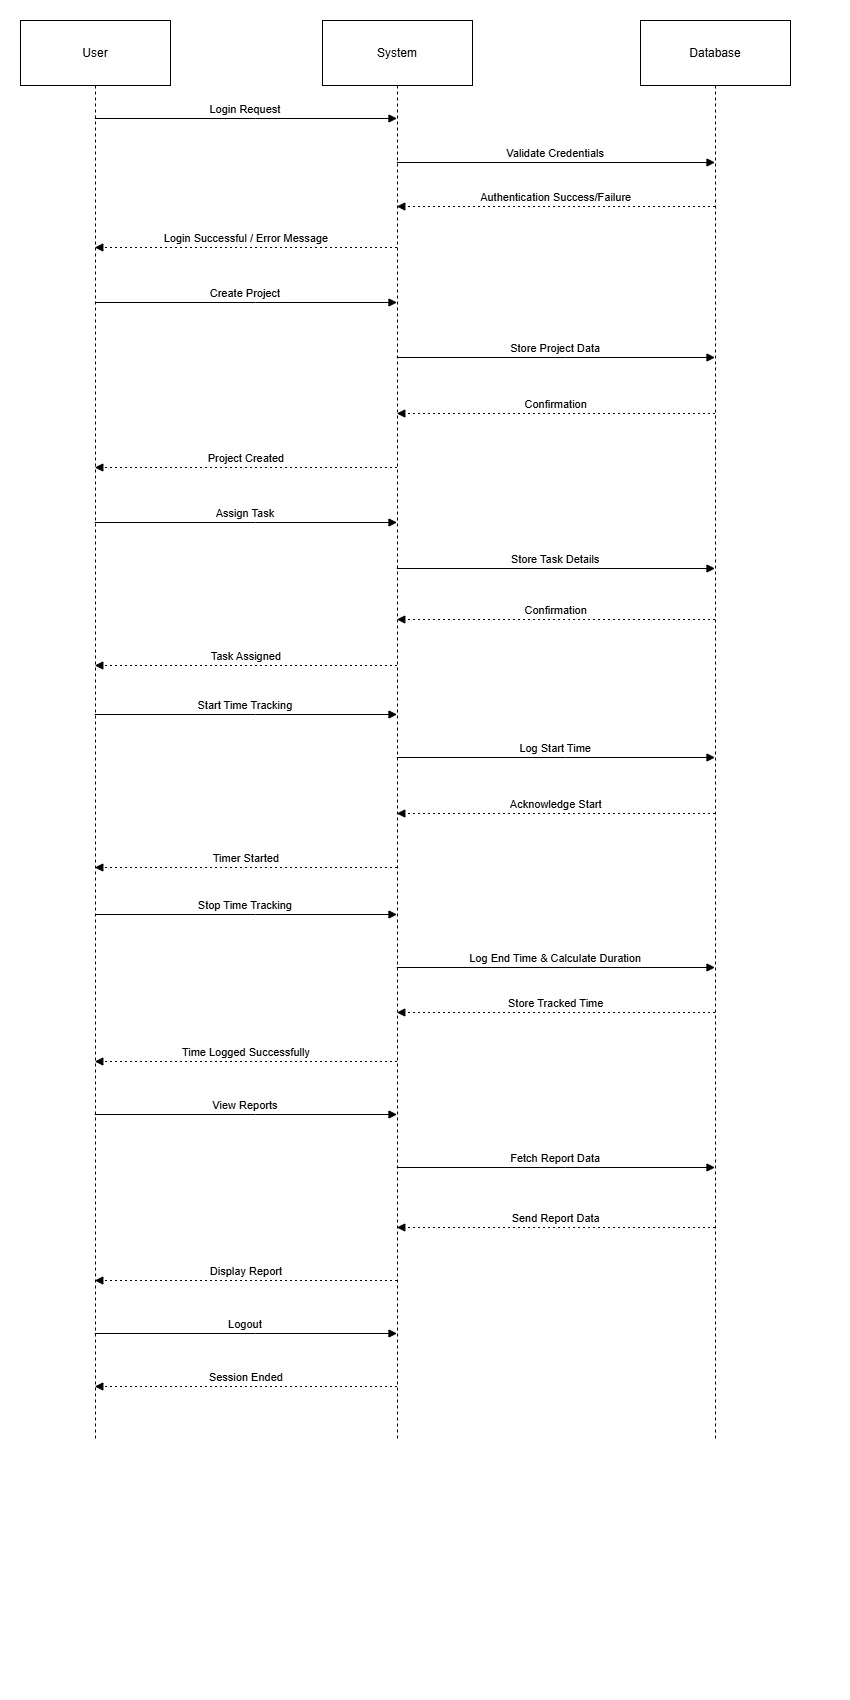 User
System
Database
Login Request
Validate Credentials
Authentication Success/Failure
Login Successful / Error Message
Create Project
Store Project Data
Confirmation
Project Created
Assign Task
Store Task Details
Confirmation
Task Assigned
Start Time Tracking
Log Start Time
Acknowledge Start
Timer Started
Stop Time Tracking
Log End Time & Calculate Duration
Store Tracked Time
Time Logged Successfully
View Reports
Fetch Report Data
Send Report Data
Display Report
Logout
Session Ended